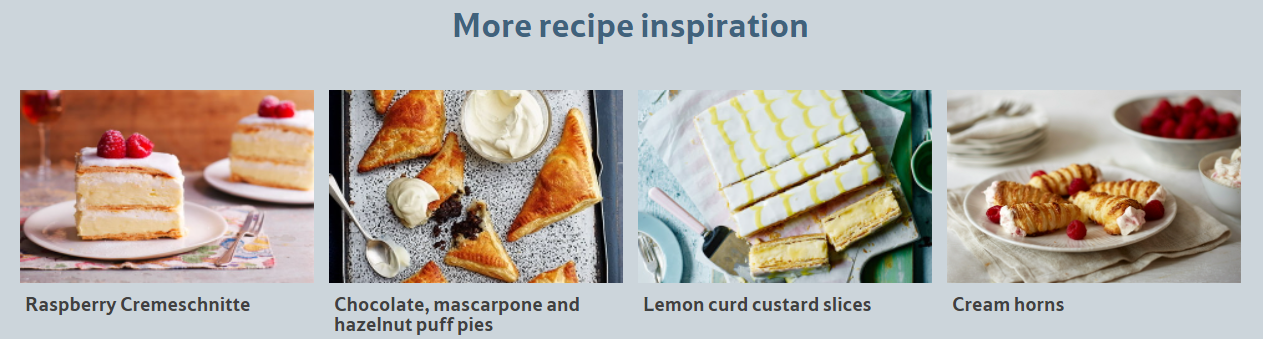 More recipe inspiration
Raspberry Cremeschnitte
Chocolate, mascarpone and
hazelnut puff pies
Lemon curd custard slices
Cream horns